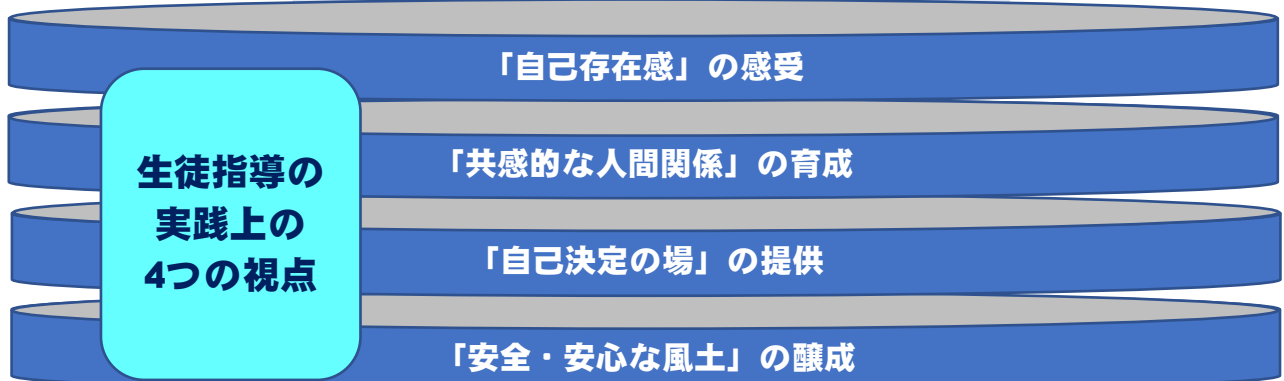 「自己存在感」の感受
「共感的な人間関係」の育成
「自己決定の場」の提供
「安全・安心な風土」の醸成
生徒指導の
実践上の
4つの視点